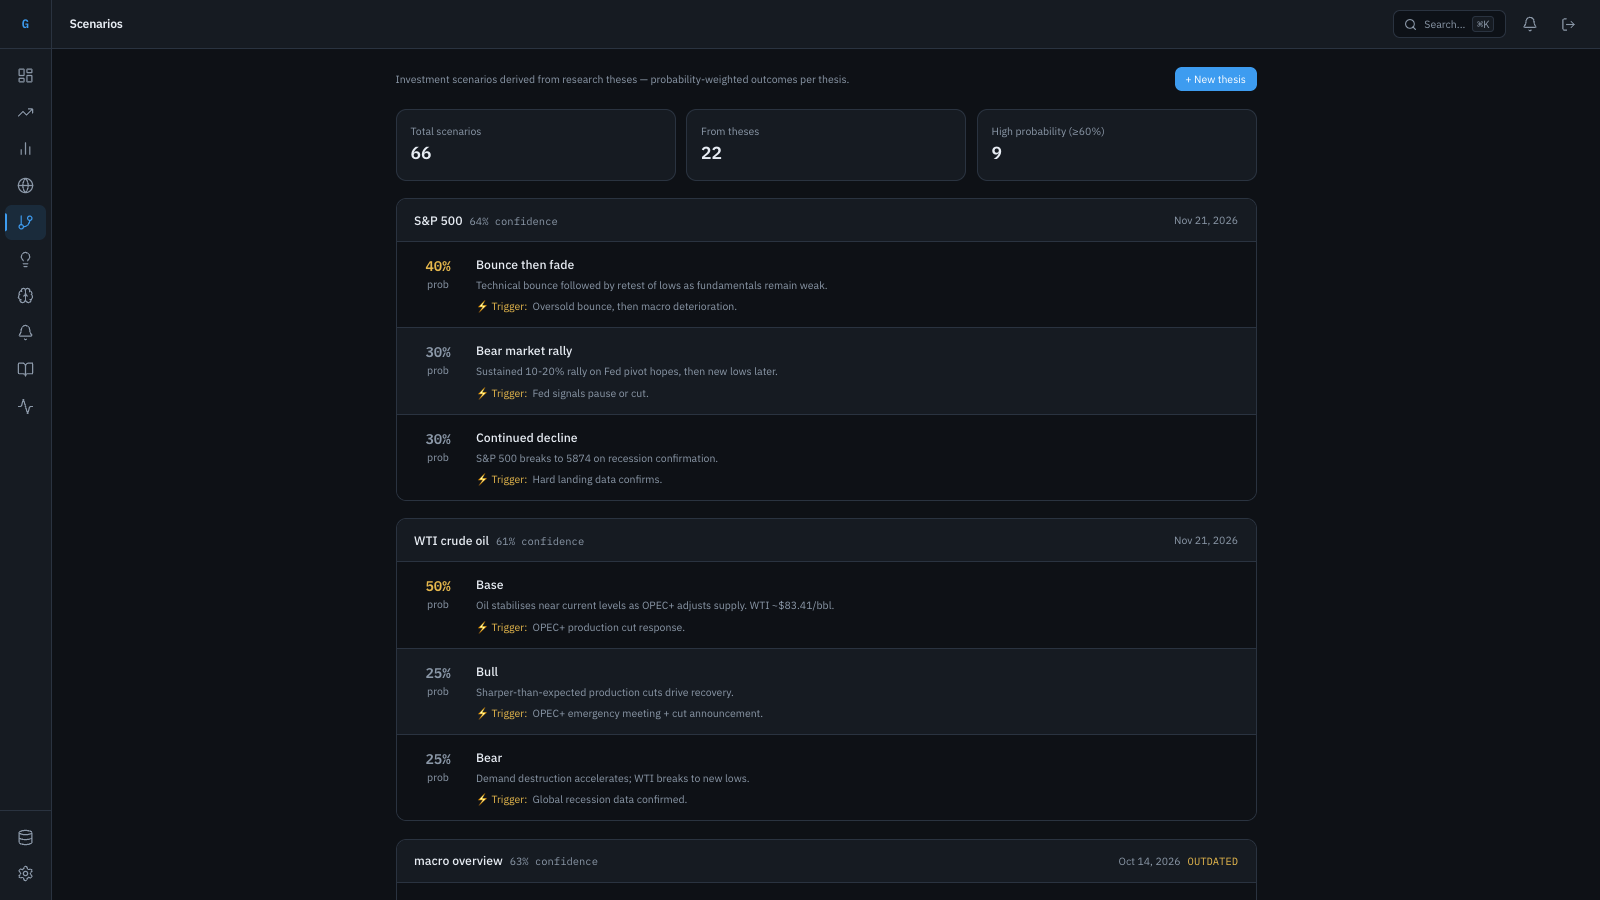 G
Scenarios
Search... ⌘K
Investment scenarios derived from research theses — probability-weighted outcomes per thesis.
+ New thesis
Total scenarios
66
From theses
22
High probability (≥60%)
9
S&P 500 64% confidence
Nov 21, 2026
40%
prob
Bounce then fade
Technical bounce followed by retest of lows as fundamentals remain weak.
⚡ Trigger: Oversold bounce, then macro deterioration.
30%
prob
Bear market rally
Sustained 10-20% rally on Fed pivot hopes, then new lows later.
⚡ Trigger: Fed signals pause or cut.
30%
prob
Continued decline
S&P 500 breaks to 5874 on recession confirmation.
⚡ Trigger: Hard landing data confirms.
WTI crude oil 61% confidence
Nov 21, 2026
50%
prob
Base
Oil stabilises near current levels as OPEC+ adjusts supply. WTI ~$83.41/bbl.
⚡ Trigger: OPEC+ production cut response.
25%
prob
Bull
Sharper-than-expected production cuts drive recovery.
⚡ Trigger: OPEC+ emergency meeting + cut announcement.
25%
prob
Bear
Demand destruction accelerates; WTI breaks to new lows.
⚡ Trigger: Global recession data confirmed.
macro overview 63% confidence
Oct 14, 2026 OUTDATED